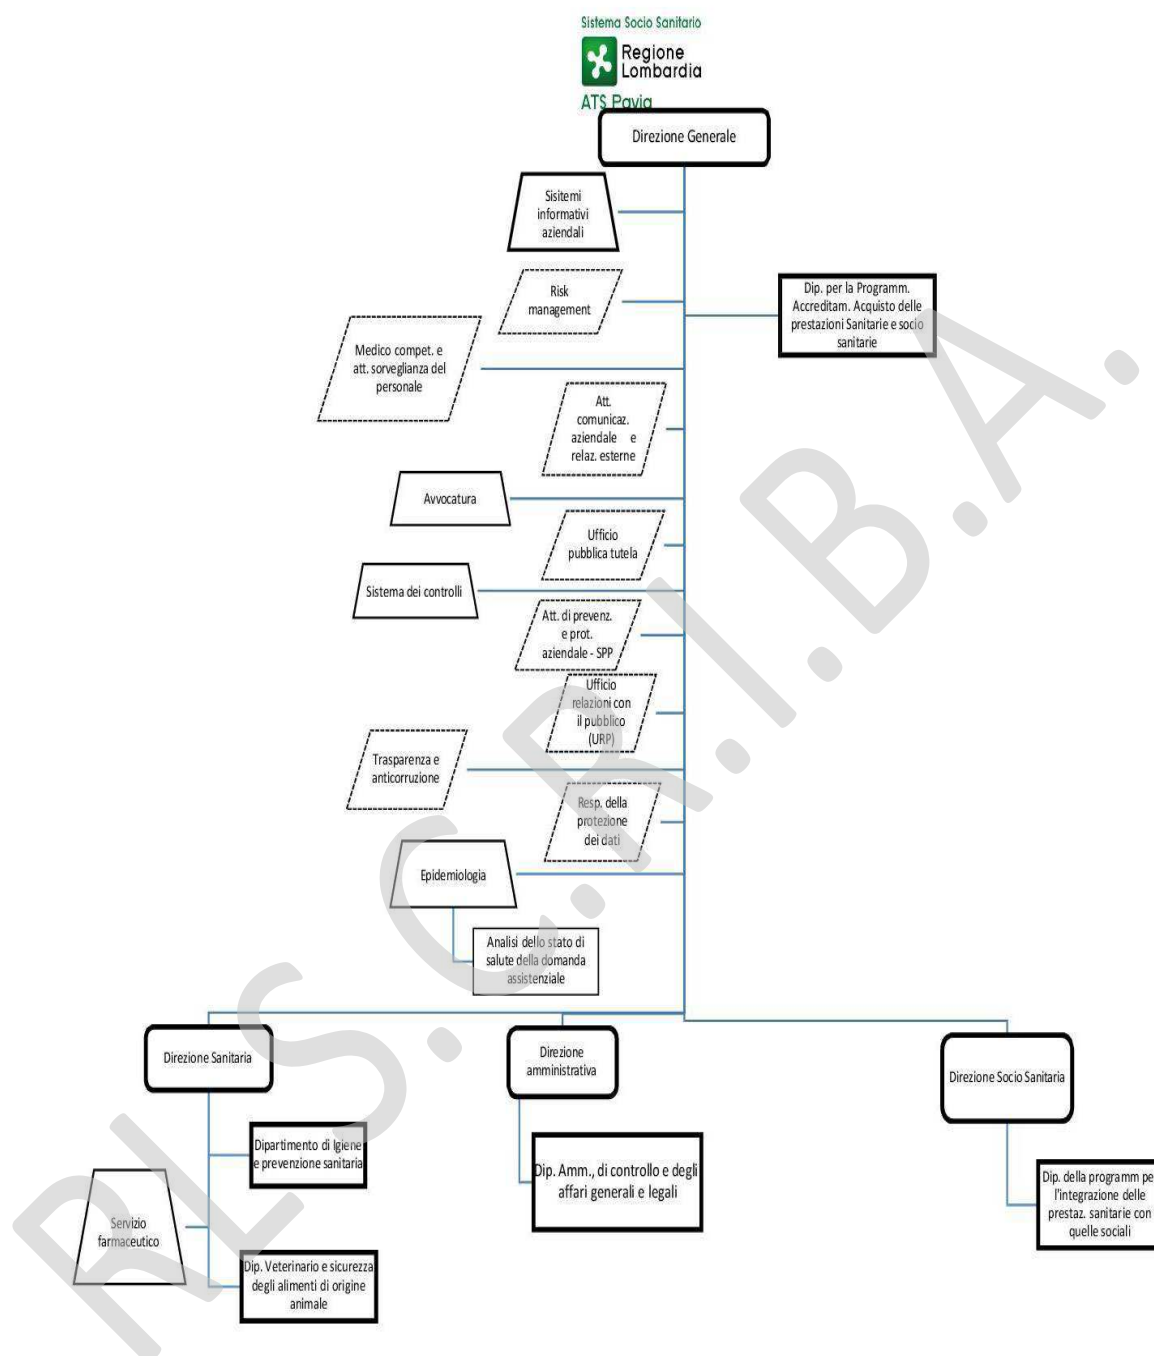 Sistema Socio Sanitario
Regione
Lombardia
ATS Pavia
Direzione Generale
Sisitemi
informativi
aziendali
Risk
management
Dip. per la Programm.
Accreditam. Acquisto delle
prestazioni Sanitarie e socio
sanitarie
Medico compet. e
att. sorveglianza del
personale
Att.
comunicaz.
aziendale e
relaz. esterne
Avvocatura
Ufficio
pubblica tutela
Sistema dei controlli
Att. di prevenz.
e prot.
aziendale - SPP
Ufficio
relazioni con
il pubblico
(URP)
Trasparenza e
anticorruzione
Resp. della
protezione
dei dati
Epidemiologia
Analisi dello stato di
salute della domanda
assistenziale
Direzione Sanitaria
Direzione
amministrativa
Direzione Socio Sanitaria
Dipartimento di Igiene
e prevenzione sanitaria
Dip. Amm., di controllo e degli
affari generali e legali
Dip. della programm pe
l'integrazione delle
prestaz. sanitarie con
quelle sociali
Servizio
farmaceutico
Dip. Veterinario e sicurezza
degli alimenti di origine
animale
RLS.C.R.I.B.A.